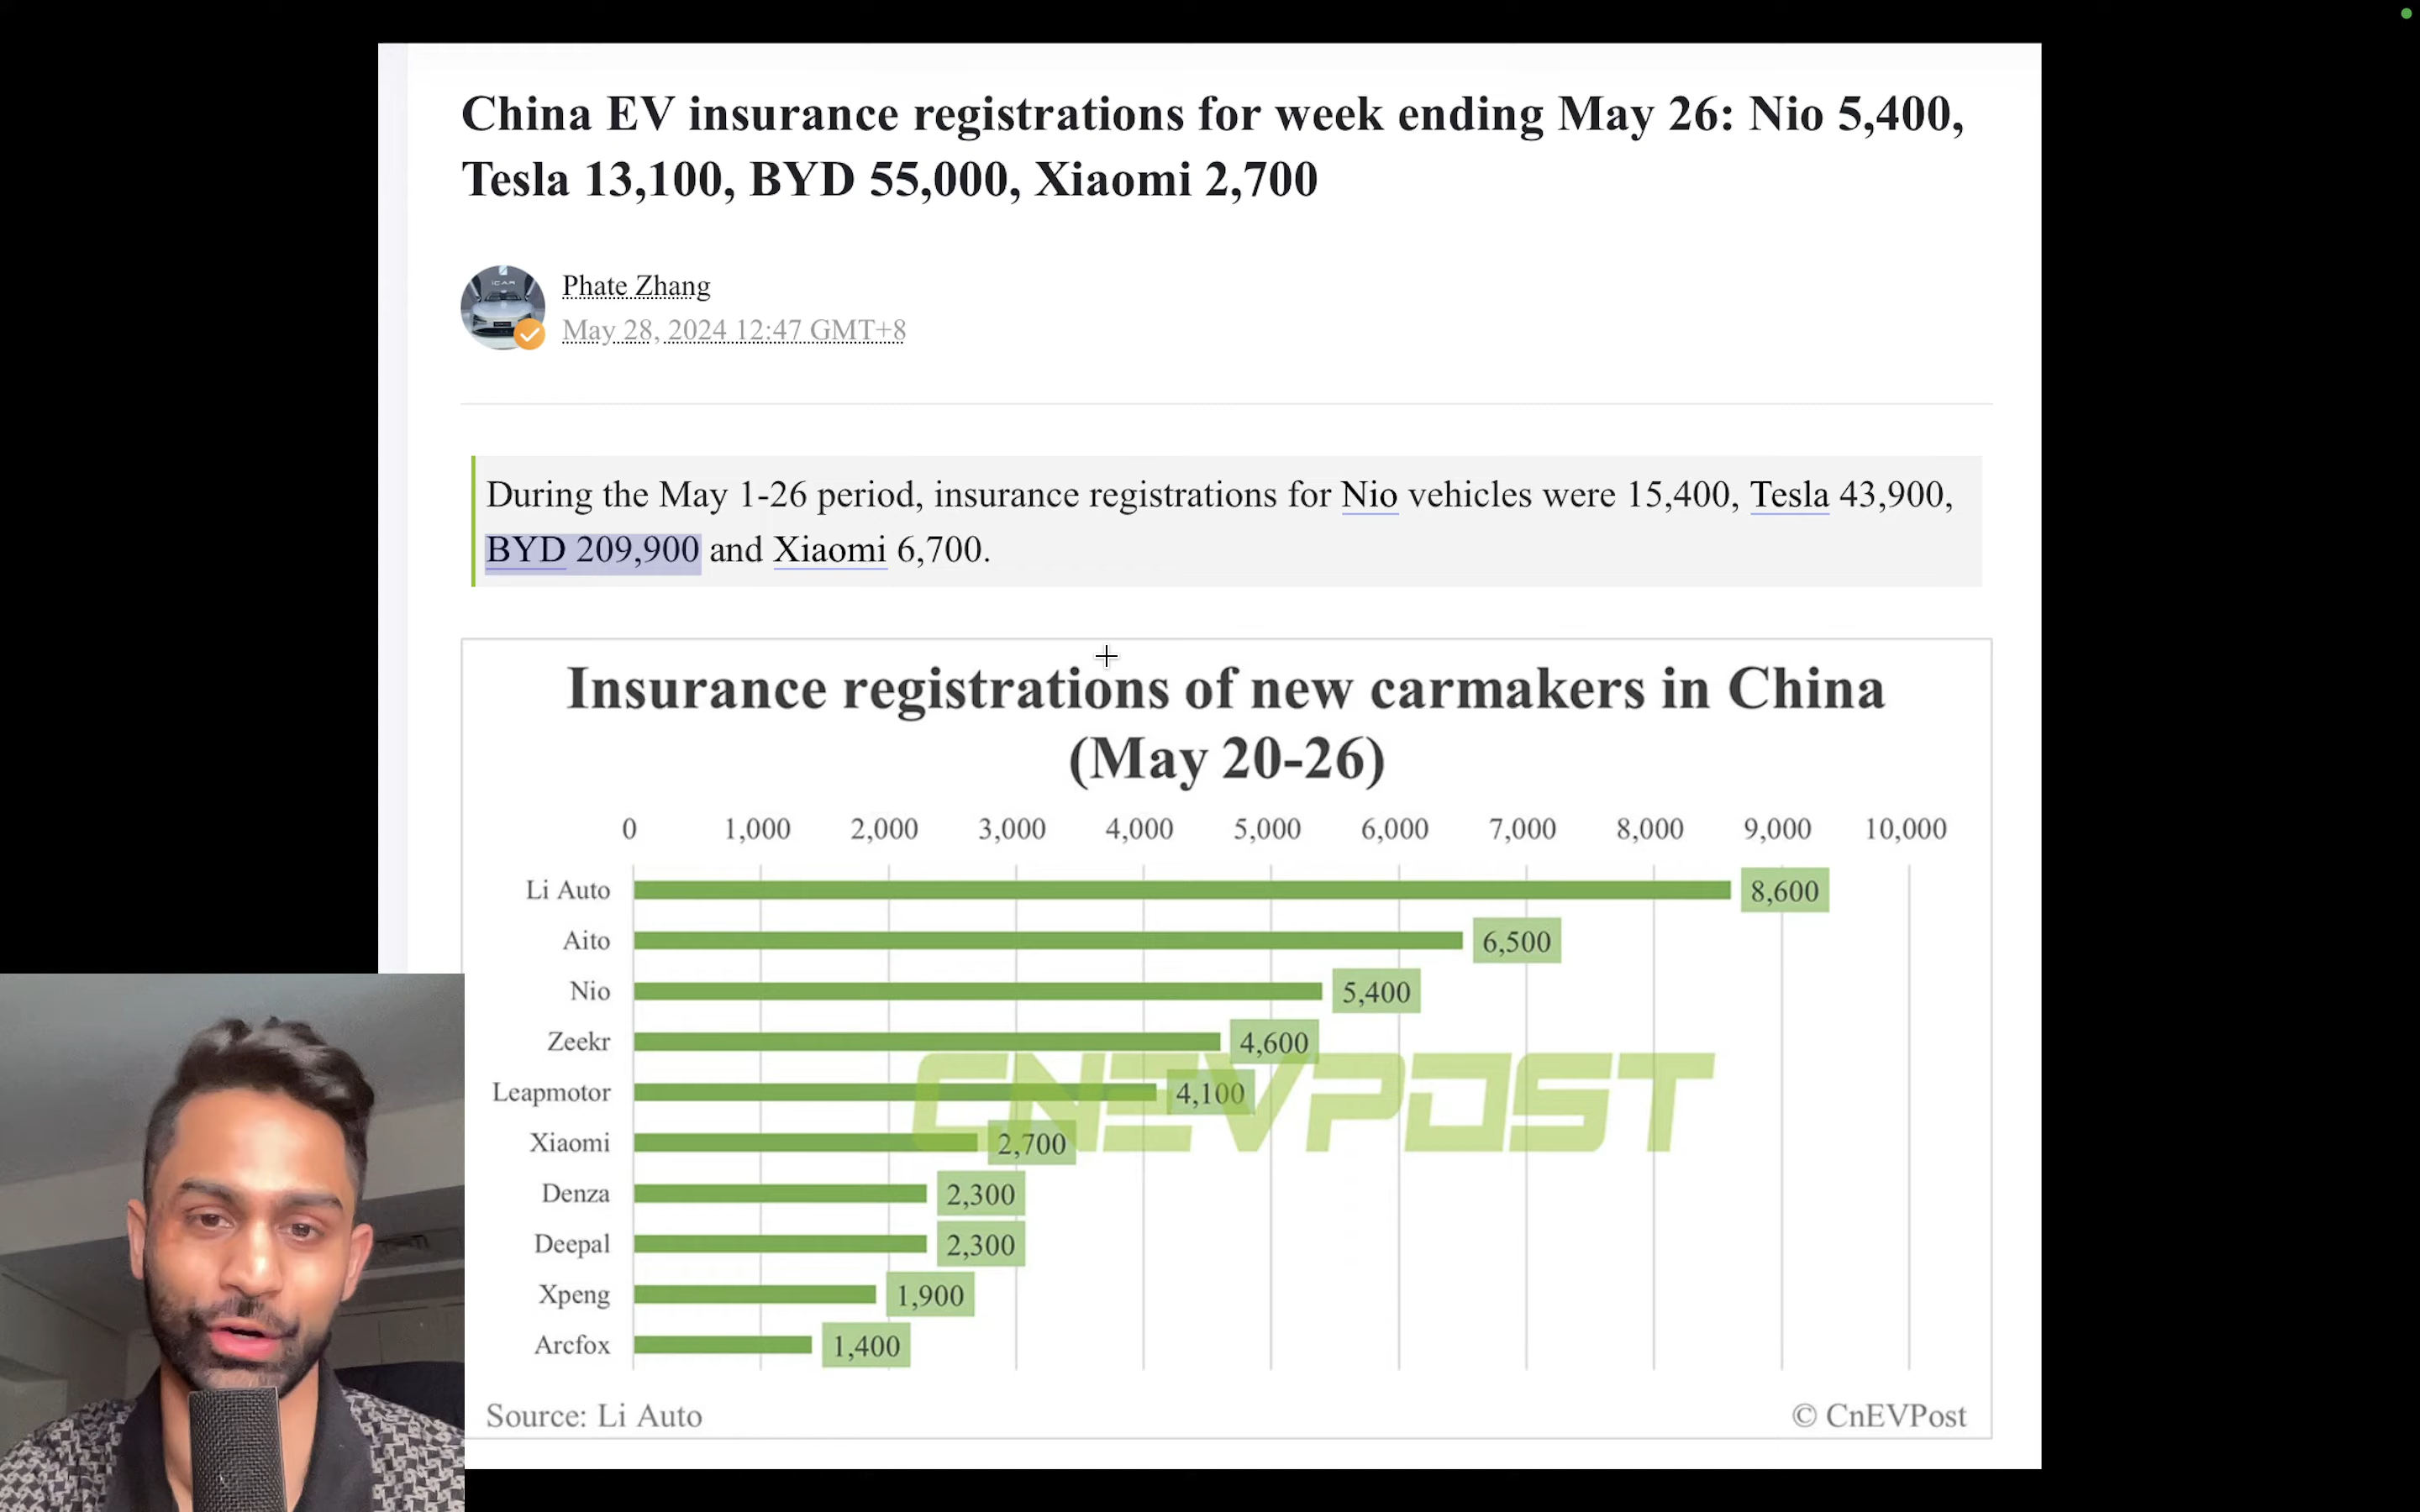 China EV insurance registrations for week ending May 26: Nio 5,400,
Tesla 13,100, BYD 55,000, Xiaomi 2,700
iCAR
Phate Zhang
May 28, 2024 12:47 GMT+8
During the May 1-26 period, insurance registrations for Nio vehicles were 15,400, Tesla 43,900,
BYD 209,900 and Xiaomi 6,700.
Insurance registrations of new carmakers in China
(May 20-26)
0 1,000 2,000 3,000 4,000 5,000 6,000 7,000 8,000 9,000 10,000
Li Auto 8,600
Aito 6,500
Nio 5,400
Zeekr 4,600
Leapmotor 4,100
CNEVPOST
Xiaomi 2,700
Denza 2,300
Deepal 2,300
Xpeng 1,900
Arcfox 1,400
Source: Li Auto © CnEVPost